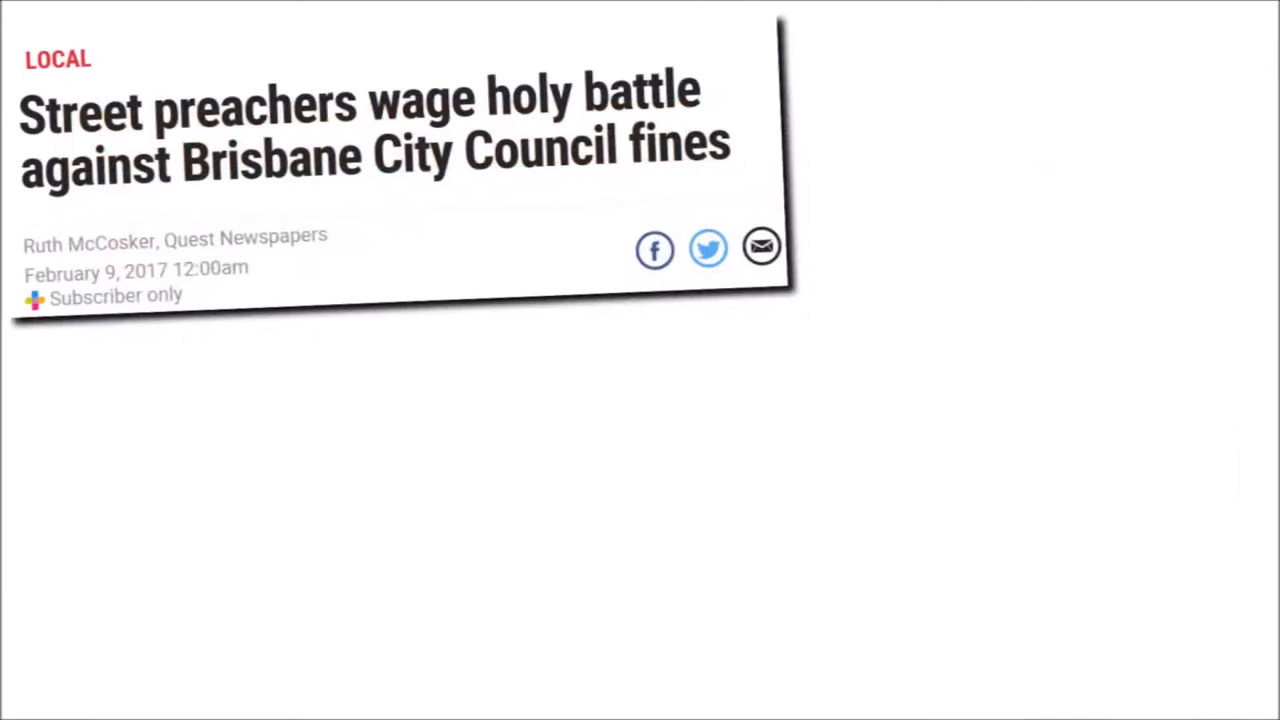 LOCAL
Street preachers wage holy battle
against Brisbane City Council fines
Ruth McCosker, Quest Newspapers
February 9, 2017 12:00am
Subscriber only